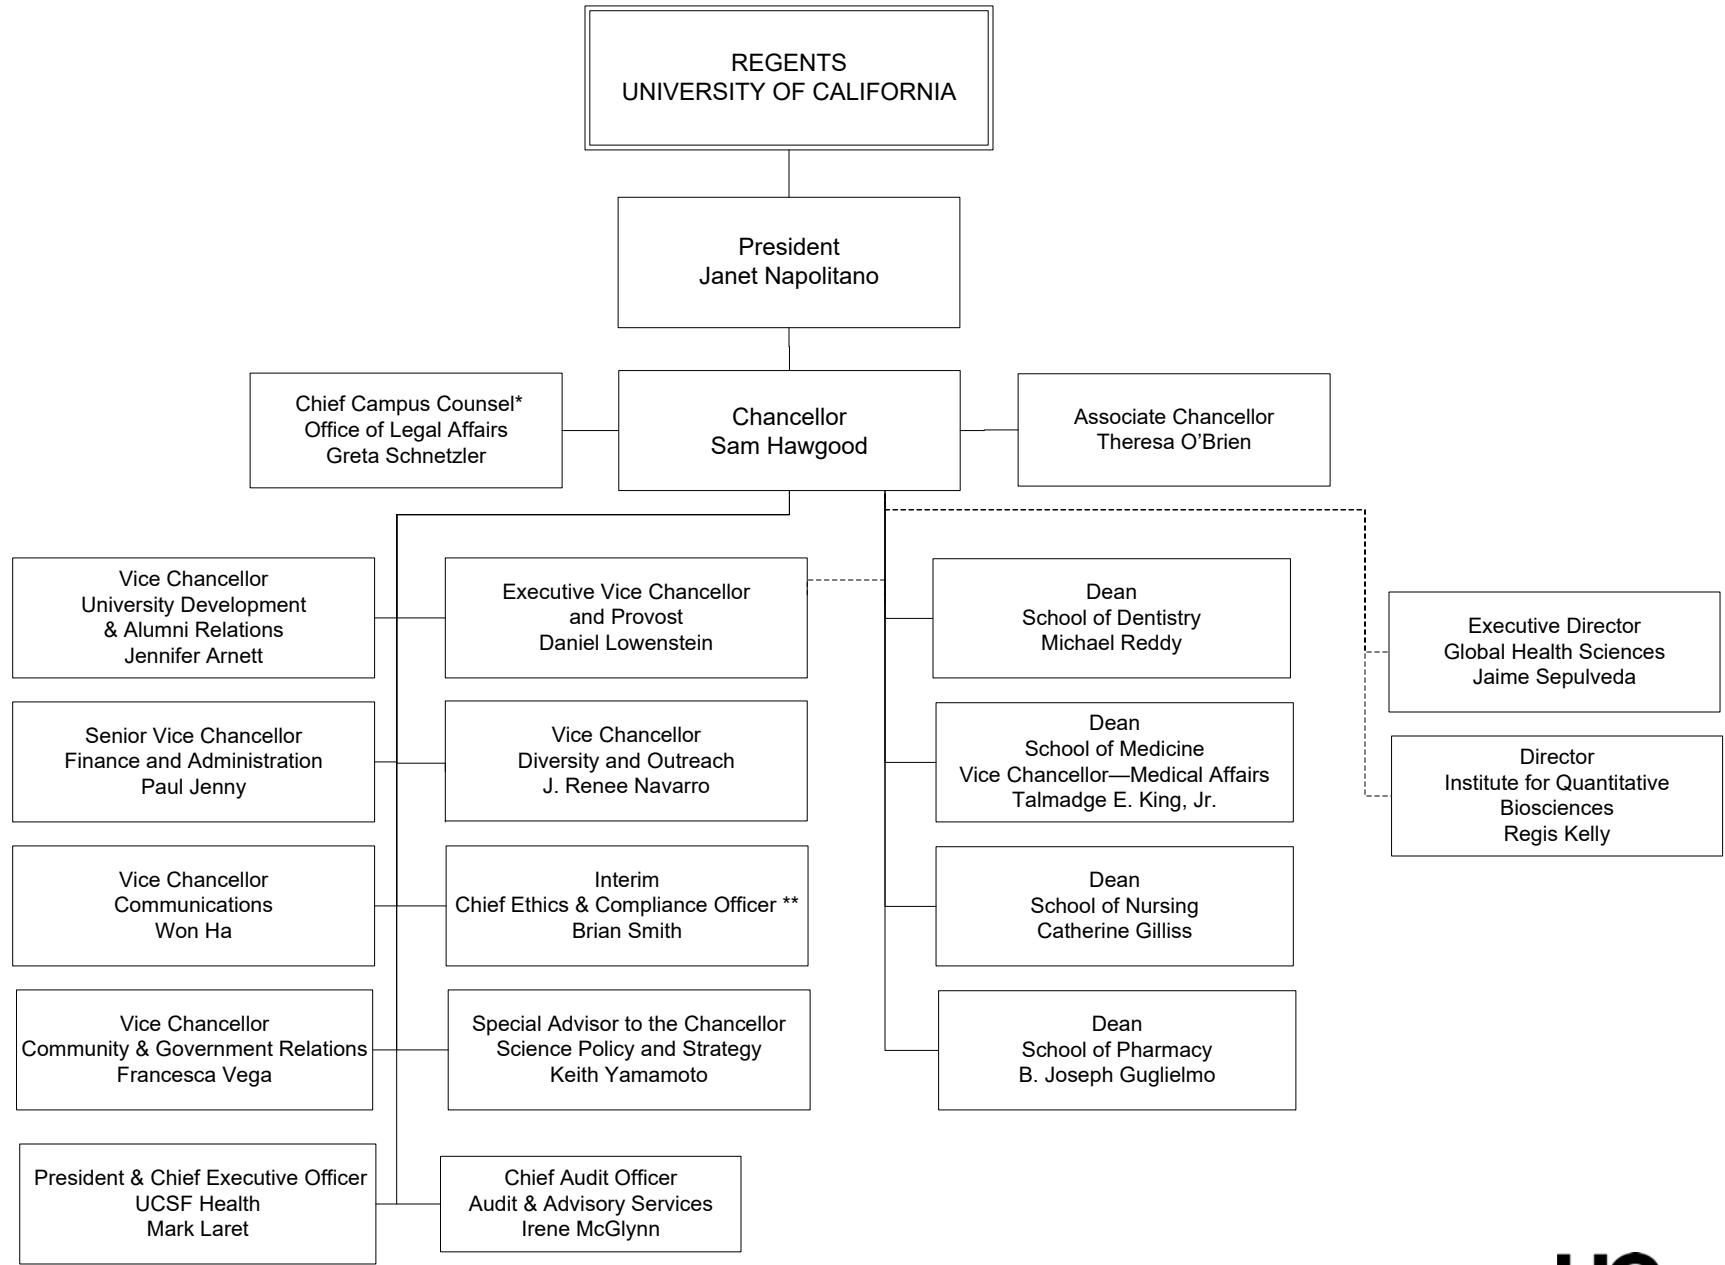 REGENTS
UNIVERSITY OF CALIFORNIA
President
Janet Napolitano
Chief Campus Counsel*
Office of Legal Affairs
Greta Schnetzler
Chancellor
Sam Hawgood
Associate Chancellor
Theresa O’Brien
Vice Chancellor
University Development
& Alumni Relations
Jennifer Arnett
Executive Vice Chancellor
and Provost
Daniel Lowenstein
Dean
School of Dentistry
Michael Reddy
Executive Director
Global Health Sciences
Jaime Sepulveda
Senior Vice Chancellor
Finance and Administration
Paul Jenny
Vice Chancellor
Diversity and Outreach
J. Renee Navarro
Dean
School of Medicine
Vice Chancellor—Medical Affairs
Talmadge E. King, Jr.
Director
Institute for Quantitative
Biosciences
Regis Kelly
Vice Chancellor
Communications
Won Ha
Interim
Chief Ethics & Compliance Officer **
Brian Smith
Dean
School of Nursing
Catherine Gilliss
Vice Chancellor
Community & Government Relations
Francesca Vega
Special Advisor to the Chancellor
Science Policy and Strategy
Keith Yamamoto
Dean
School of Pharmacy
B. Joseph Guglielmo
President & Chief Executive Officer
UCSF Health
Mark Laret
Chief Audit Officer
Audit & Advisory Services
Irene McGlynn